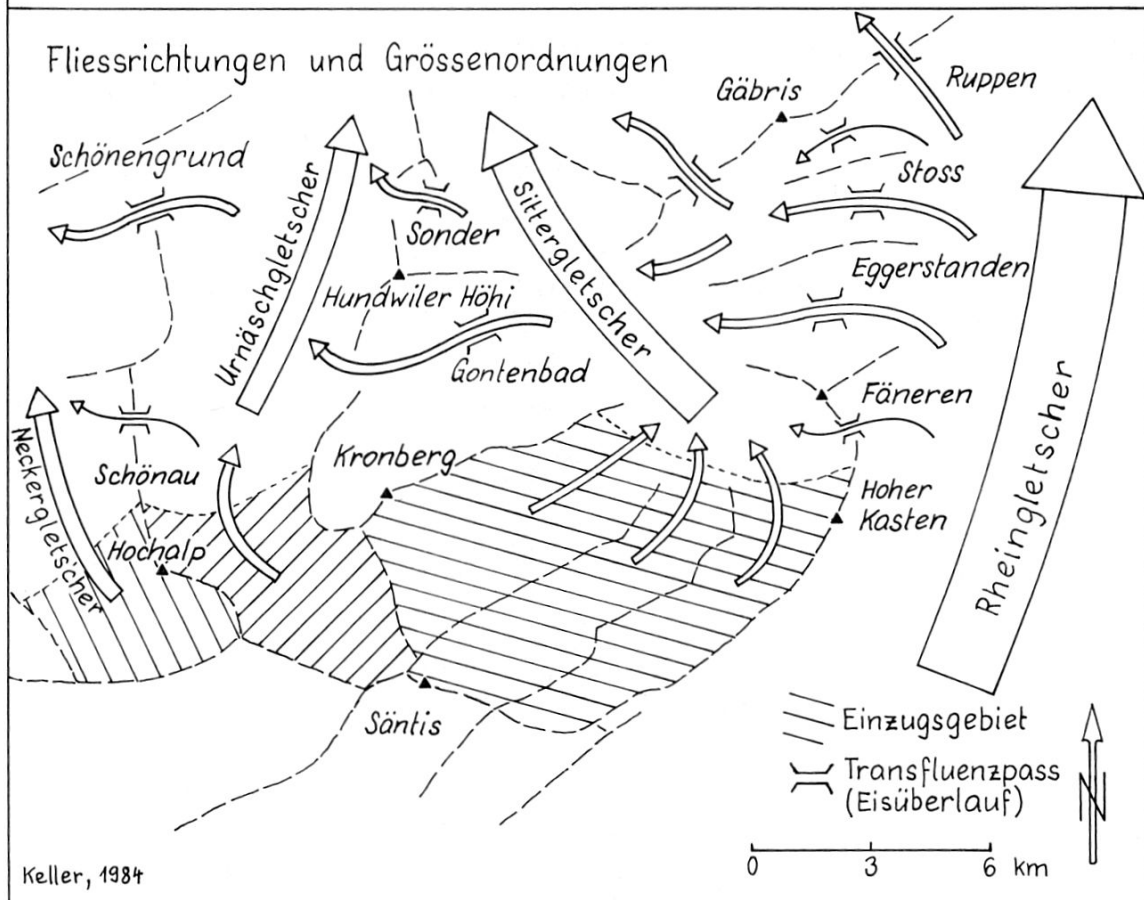 Fliessrichtungen und Grössenordnungen
Ruppen
Gäbris
Schönengrund
Stoss
Urnäschgletscher
Sittergletscher
Sonder
Eggerstanden
Hundwiler Höhi
Gontenbad
Rheingletscher
Fäneren
Neckergletscher
Schönau
Kronberg
Hoher
Kasten
Hochalp
Säntis
Einzugsgebiet
Transfluenzpass
(Eisüberlauf)
N
0 3 6 km
Keller, 1984